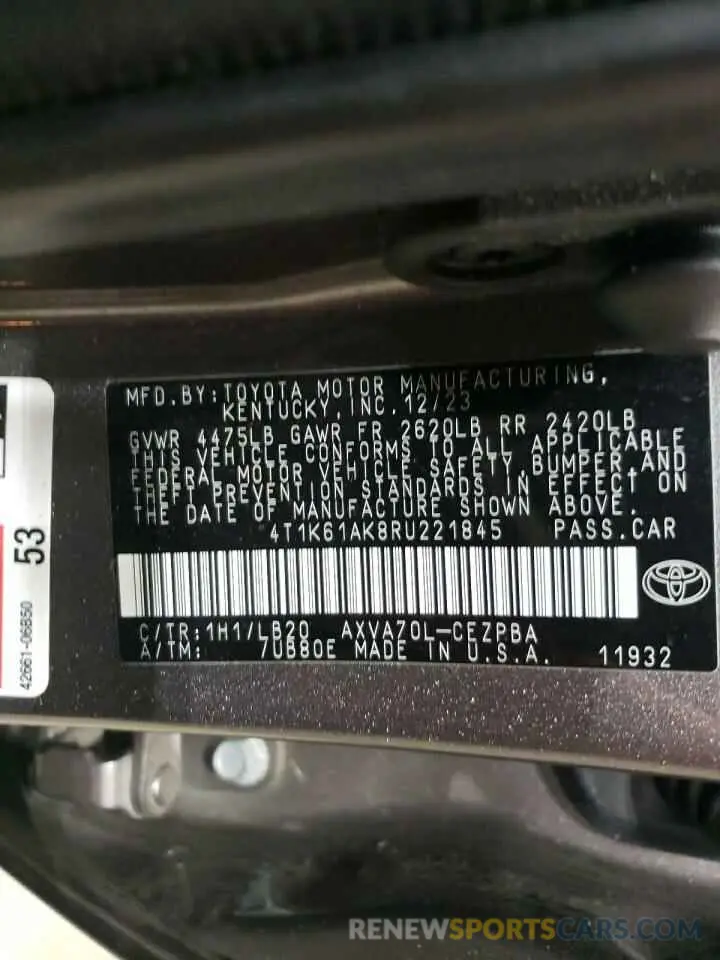 MFD.BY:TOYOTA MOTOR MANUFACTURING,
KENTUCKY, INC. 12/23
GVWR 4475LB GAWR FR 2620LB RR 2420LB
THIS VEHICLE CONFORMS TO ALL APPLICABLE
FEDERAL MOTOR VEHICLE SAFETY, BUMPER, AND
THEFT PREVENTION STANDARDS IN EFFECT ON
THE DATE OF MANUFACTURE SHOWN ABOVE.
4T1K61AK8RU221845 PASS.CAR
C/TR:1H1/LB20 AXVA70L-CEZPBA
A/TM: 7UB80E MADE IN U.S.A. 11932
53
42661-06B50
RENEWSPORTSCARS.COM